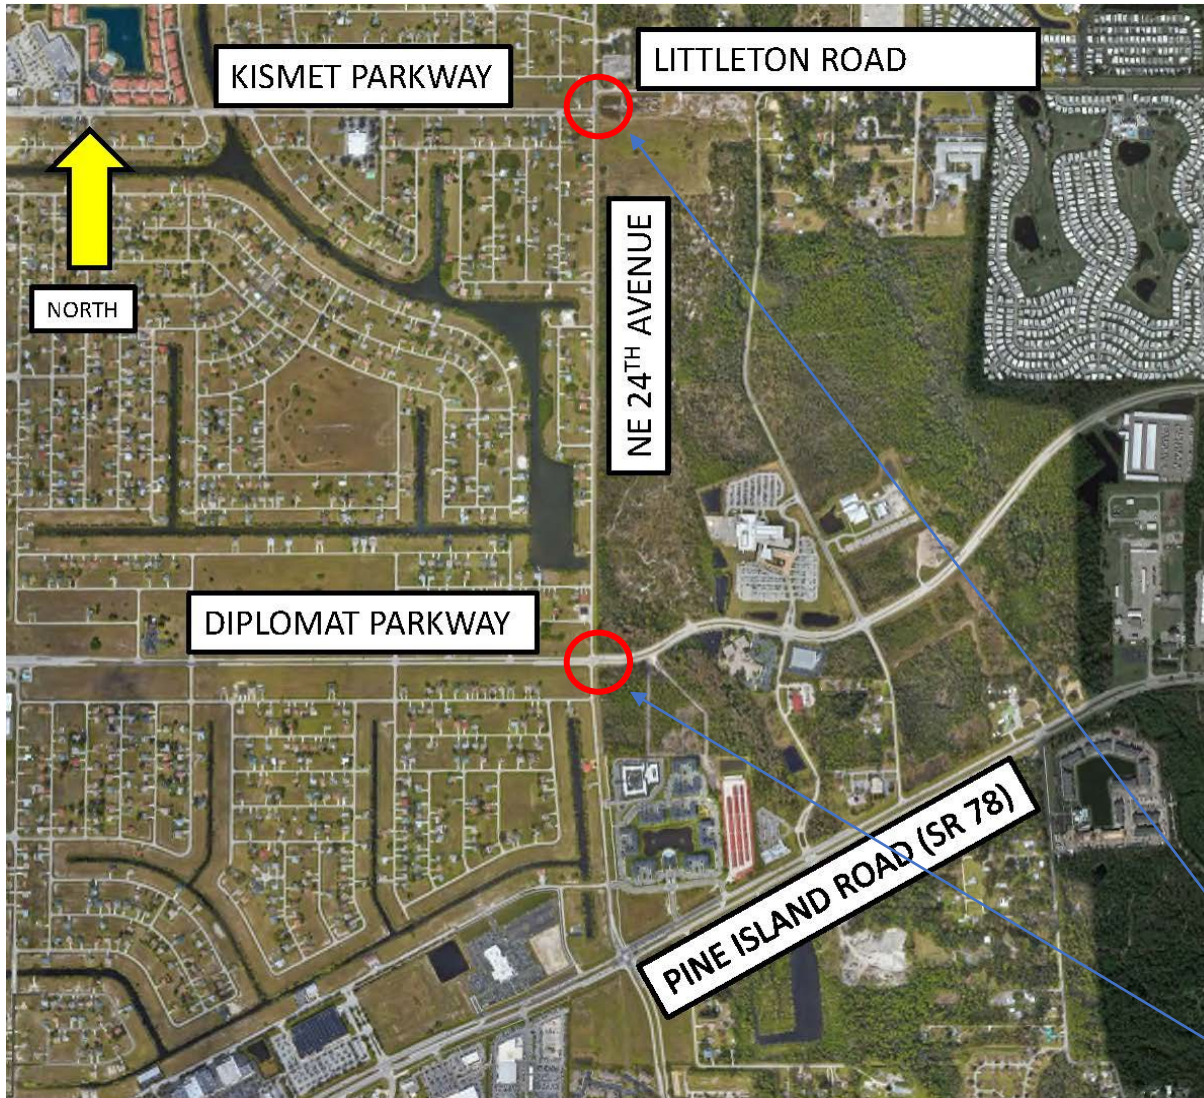 KISMET PARKWAY
LITTLETON ROAD
NORTH
NE 24TH AVENUE
DIPLOMAT PARKWAY
PINE ISLAND ROAD (SR 78)